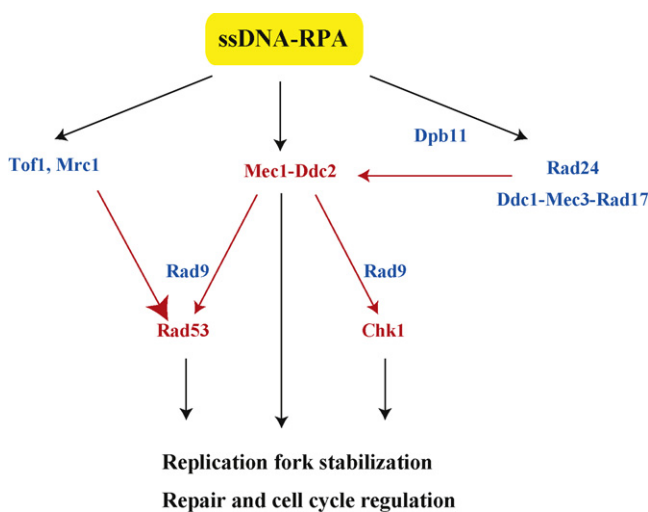 ssDNA-RPA
Dpb11
Tof1, Mrc1
Mec1-Ddc2
Rad24
Ddc1-Mec3-Rad17
Rad9
Rad9
Rad53
Chk1
Replication fork stabilization
Repair and cell cycle regulation